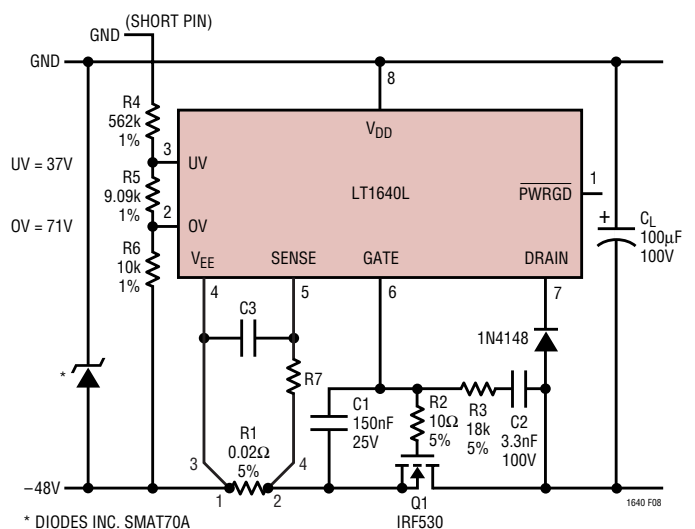 (SHORT PIN)
GND
GND
8
R4
562k
1%
VDD
3
UV = 37V
UV
LT1640L
PWRGD
1
R5
9.09k
1%
2
OV = 71V
OV
+
CL
100µF
100V
R6
10k
1%
VEE
SENSE
GATE
DRAIN
4
5
6
7
C3
1N4148
*
R7
C1
150nF
25V
R2
10Ω
5%
R3
18k
5%
C2
3.3nF
100V
R1
0.02Ω
5%
3
4
–48V
1
2
Q1
IRF530
1640 F08
* DIODES INC. SMAT70A